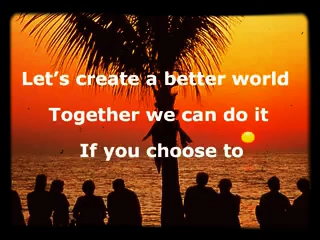 Let's create a better world
Together we can do it
If you choose to